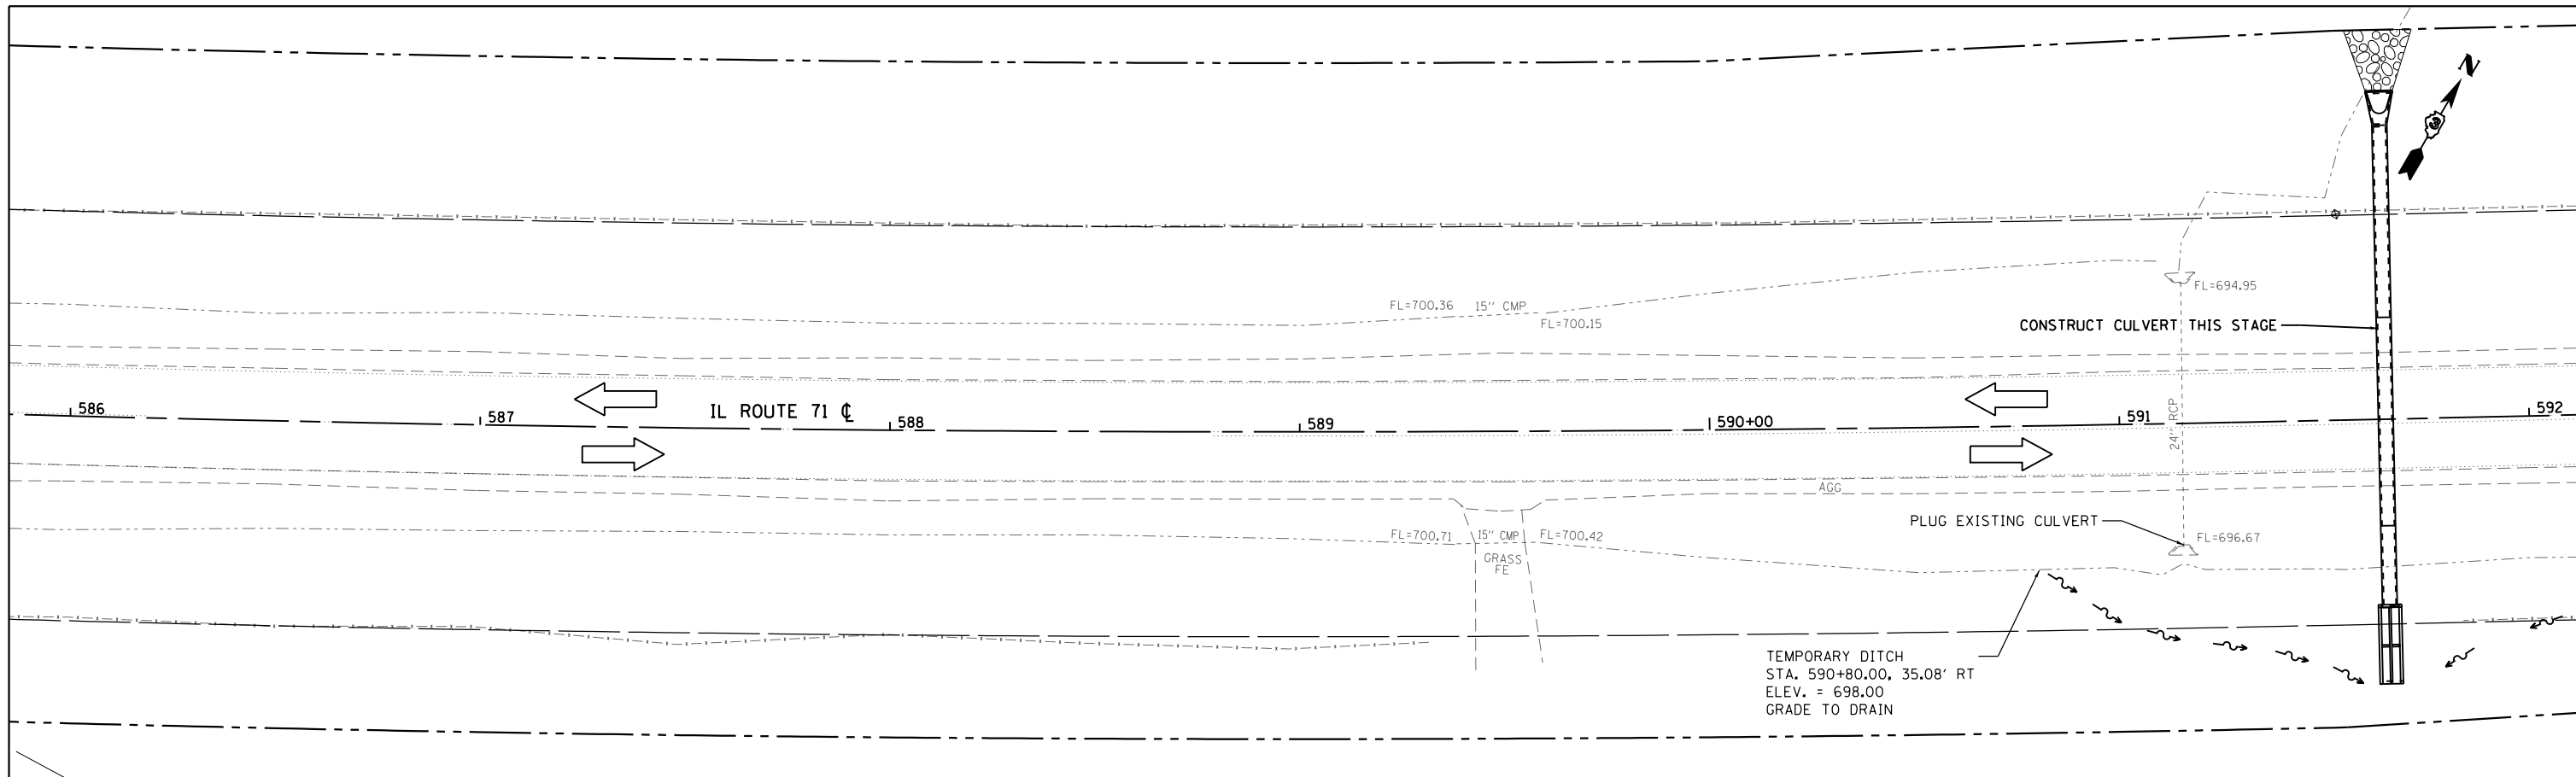 N
3
FL=700.36 15" CMP
FL=700.15
FL=694.95
CONSTRUCT CULVERT THIS STAGE
586
587
IL ROUTE 71 ℄
588
589
590+00
591
592
24" RCP
AGG
PLUG EXISTING CULVERT
FL=700.71 15" CMP FL=700.42
GRASS
FE
FL=696.67
TEMPORARY DITCH
STA. 590+80.00, 35.08' RT
ELEV. = 698.00
GRADE TO DRAIN